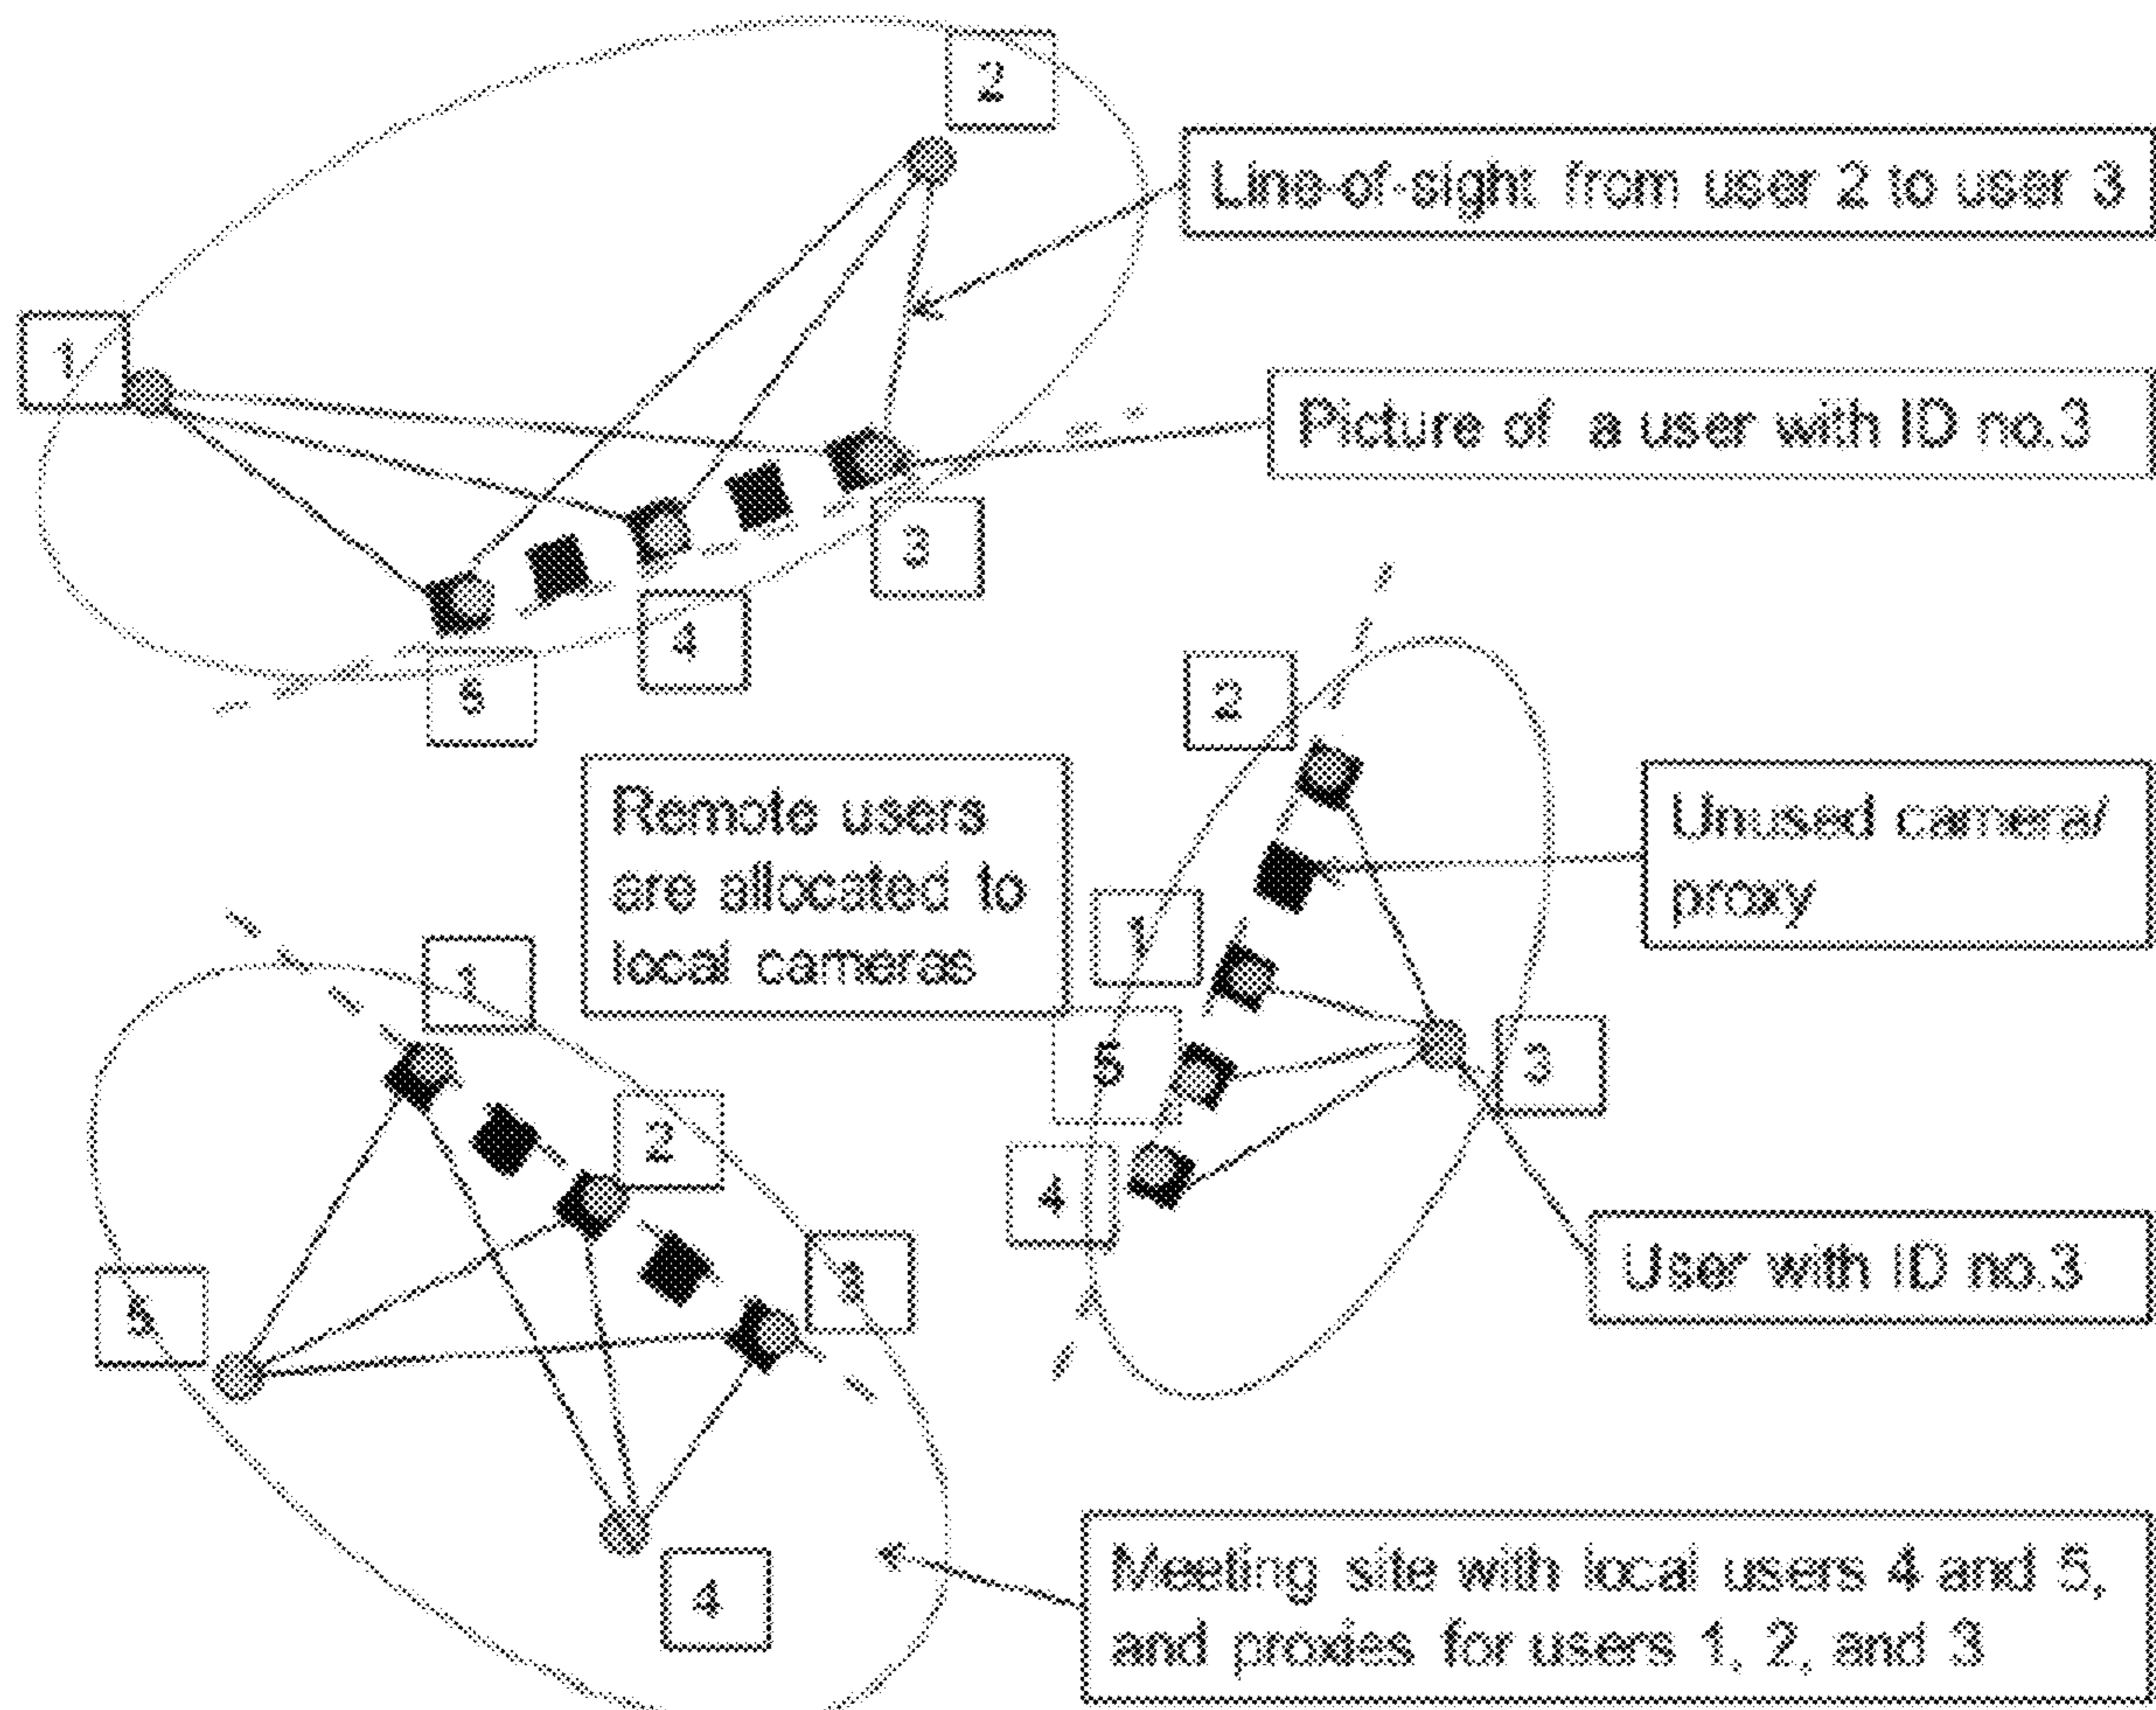 2
Line-of-sight from user 2 to user 3
1
Picture of a user with ID no.3
3
4
5
2
Remote users
are allocated to
local cameras
Unused camera/
proxy
1
1
5
3
2
4
User with ID no.3
3
5
4
Meeting site with local users 4 and 5,
and proxies for users 1, 2, and 3